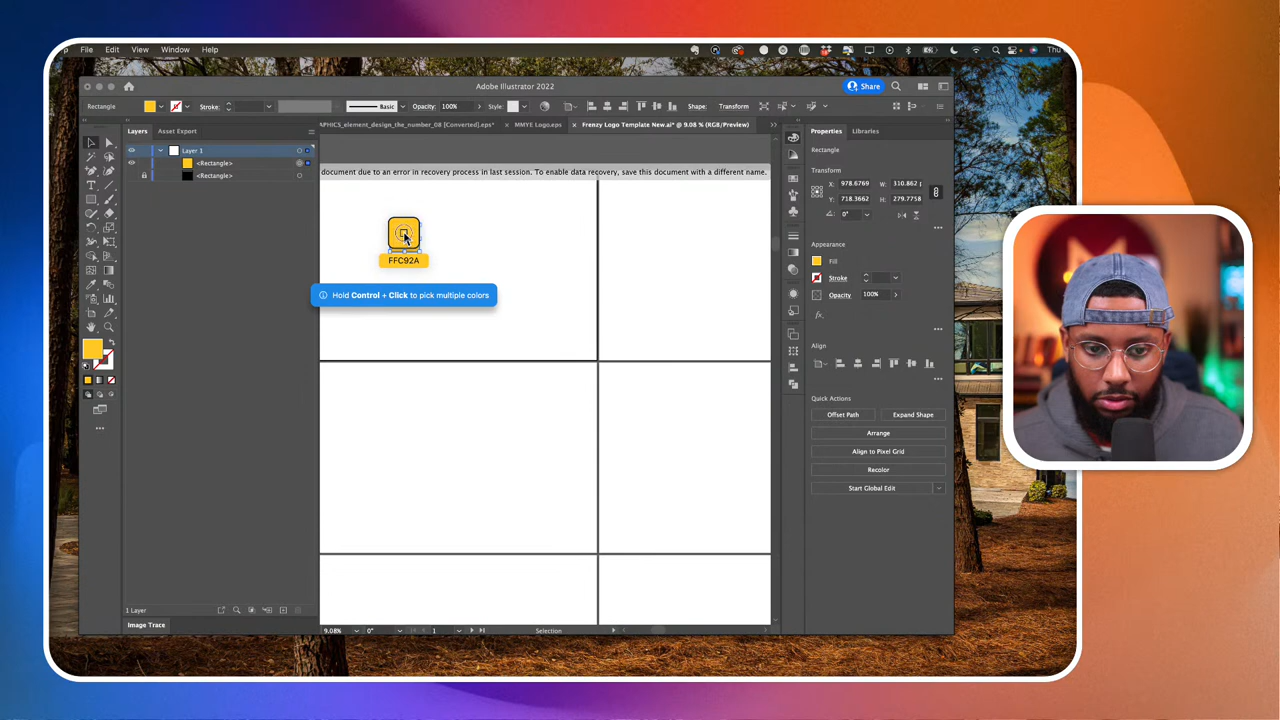 File Edit View Window Help
Thu
Adobe Illustrator 2022
Share
Rectangle
Stroke:
Basic
Opacity: 100%
Style:
Shape:
Transform
Layers
Asset Export
APHICS_element_design_the_number_08 [Converted].eps*
MMYE Logo.eps
Frenzy Logo Template New.ai* @ 9.08 % (RGB/Preview)
Properties
Libraries
Layer 1
<Rectangle>
<Rectangle>
document due to an error in recovery process in last session. To enable data recovery, save this document with a different name.
FFC92A
Hold Control + Click to pick multiple colors
Rectangle
Transform
X: 978.6769
W: 310.862
Y: 718.3662
H: 279.7758
0°
Appearance
Fill
Stroke
Opacity 100%
fx.
Align
Quick Actions
Offset Path
Expand Shape
Arrange
Align to Pixel Grid
Recolor
Start Global Edit
1 Layer
Image Trace
9.08%
0°
1
Selection